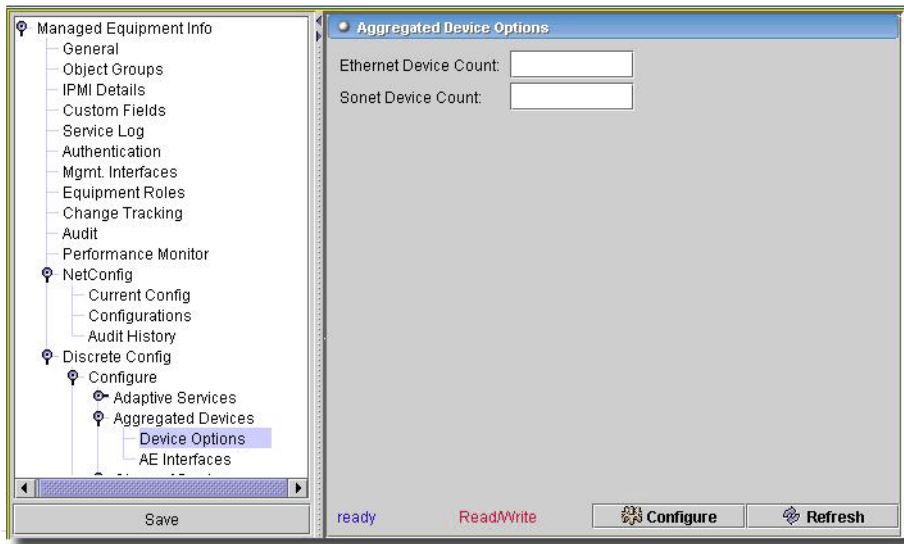 Managed Equipment Info
General
Object Groups
IPMI Details
Custom Fields
Service Log
Authentication
Mgmt. Interfaces
Equipment Roles
Change Tracking
Audit
Performance Monitor
NetConfig
Current Config
Configurations
Audit History
Discrete Config
Configure
Adaptive Services
Aggregated Devices
Device Options
AE Interfaces
Save
Aggregated Device Options
Ethernet Device Count:
Sonet Device Count:
ready
Read/Write
Configure
Refresh